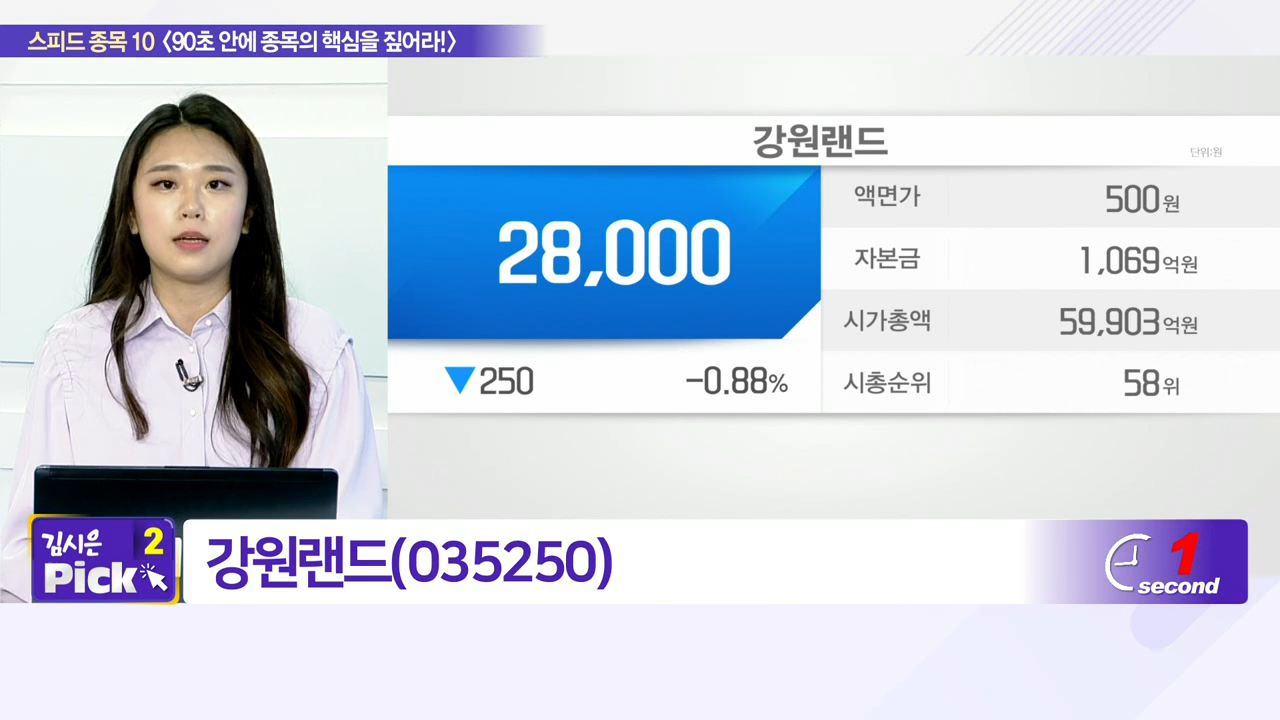 스피드 종목 10 〈90초 안에 종목의 핵심을 짚어라!〉
강원랜드
단위:원
28,000
▼250 -0.88%
액면가 500원
자본금 1,069억원
시가총액 59,903억원
시총순위 58위
김시은 2
Pick
강원랜드(035250)
1
second